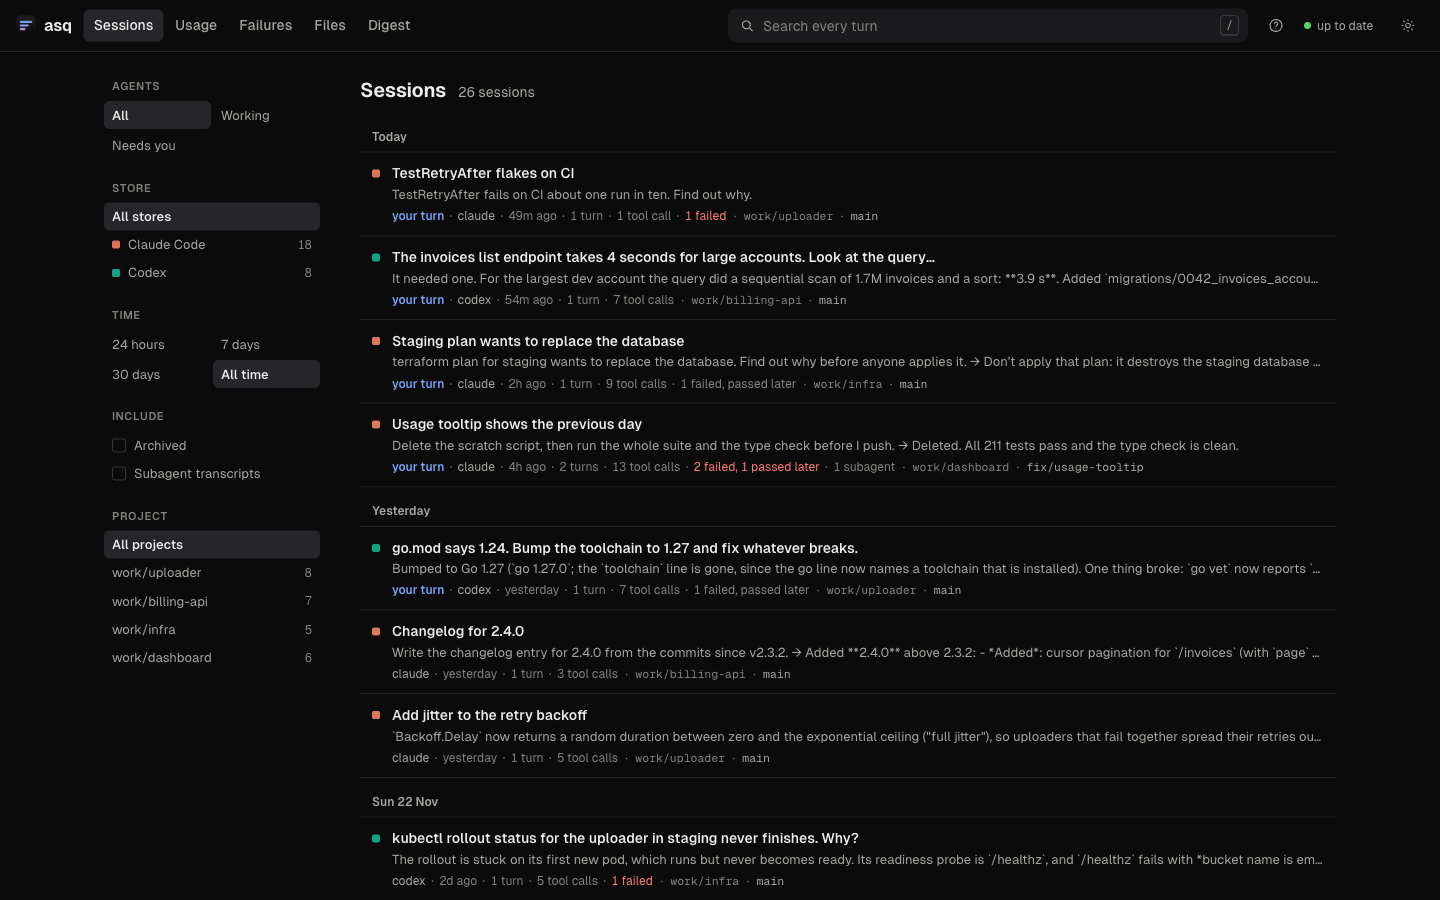 asq
Sessions
Usage
Failures
Files
Digest
Search every turn
/
up to date
AGENTS
All
Working
Needs you
STORE
All stores
Claude Code 18
Codex 8
TIME
24 hours
7 days
30 days
All time
INCLUDE
Archived
Subagent transcripts
PROJECT
All projects
work/uploader 8
work/billing-api 7
work/infra 5
work/dashboard 6
Sessions 26 sessions
Today
TestRetryAfter flakes on CI
TestRetryAfter fails on CI about one run in ten. Find out why.
your turn · claude · 49m ago · 1 turn · 1 tool call · 1 failed · work/uploader · main
The invoices list endpoint takes 4 seconds for large accounts. Look at the query…
It needed one. For the largest dev account the query did a sequential scan of 1.7M invoices and a sort: **3.9 s**. Added `migrations/0042_invoices_accou…
your turn · codex · 54m ago · 1 turn · 7 tool calls · work/billing-api · main
Staging plan wants to replace the database
terraform plan for staging wants to replace the database. Find out why before anyone applies it. → Don't apply that plan: it destroys the staging database …
your turn · claude · 2h ago · 1 turn · 9 tool calls · 1 failed, passed later · work/infra · main
Usage tooltip shows the previous day
Delete the scratch script, then run the whole suite and the type check before I push. → Deleted. All 211 tests pass and the type check is clean.
your turn · claude · 4h ago · 2 turns · 13 tool calls · 2 failed, 1 passed later · 1 subagent · work/dashboard · fix/usage-tooltip
Yesterday
go.mod says 1.24. Bump the toolchain to 1.27 and fix whatever breaks.
Bumped to Go 1.27 (`go 1.27.0`; the `toolchain` line is gone, since the go line now names a toolchain that is installed). One thing broke: `go vet` now reports `…
your turn · codex · yesterday · 1 turn · 7 tool calls · 1 failed, passed later · work/uploader · main
Changelog for 2.4.0
Write the changelog entry for 2.4.0 from the commits since v2.3.2. → Added **2.4.0** above 2.3.2: - *Added*: cursor pagination for `/invoices` (with `page` …
claude · yesterday · 1 turn · 3 tool calls · work/billing-api · main
Add jitter to the retry backoff
`Backoff.Delay` now returns a random duration between zero and the exponential ceiling ("full jitter"), so uploaders that fail together spread their retries ou…
claude · yesterday · 1 turn · 5 tool calls · work/uploader · main
Sun 22 Nov
kubectl rollout status for the uploader in staging never finishes. Why?
The rollout is stuck on its first new pod, which runs but never becomes ready. Its readiness probe is `/healthz`, and `/healthz` fails with *bucket name is em…
codex · 2d ago · 1 turn · 5 tool calls · 1 failed · work/infra · main